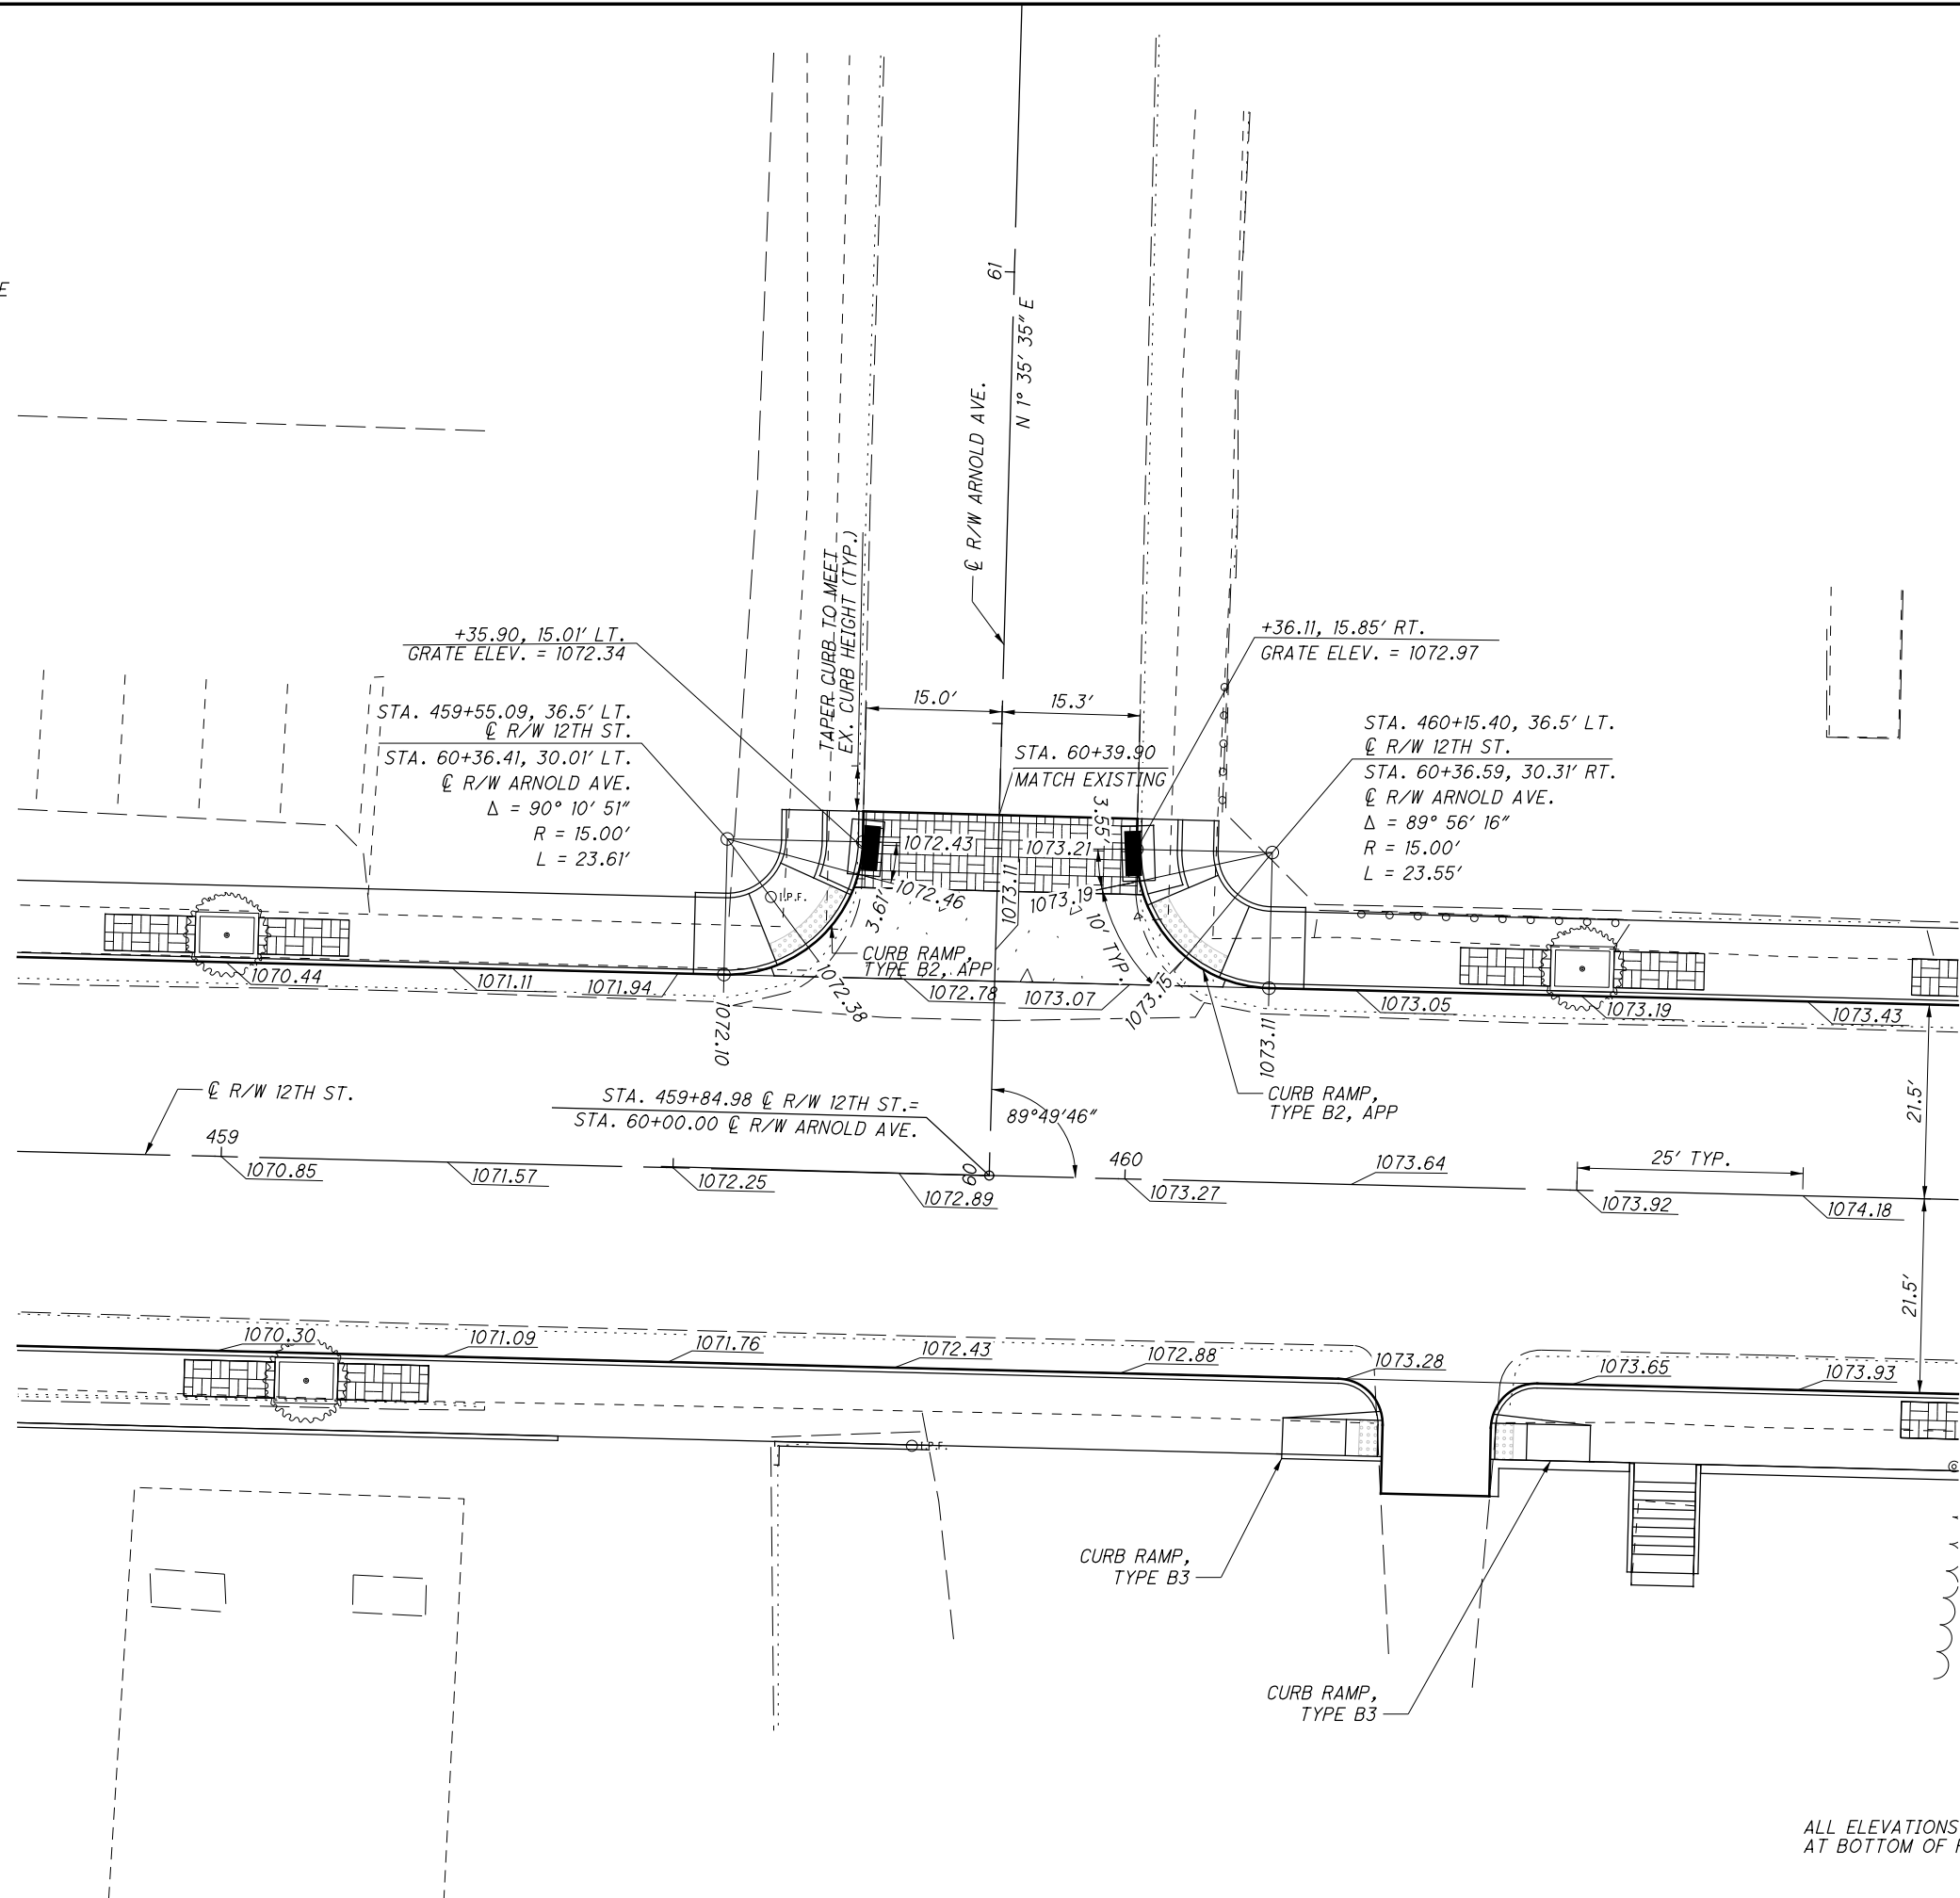 E
61
N 1° 35′ 35″ E
℄ R/W ARNOLD AVE.
TAPER CURB TO MEET
EX. CURB HEIGHT (TYP.)
+35.90, 15.01′ LT.
GRATE ELEV. = 1072.34
+36.11, 15.85′ RT.
GRATE ELEV. = 1072.97
STA. 459+55.09, 36.5′ LT.
℄ R/W 12TH ST.
STA. 60+36.41, 30.01′ LT.
℄ R/W ARNOLD AVE.
Δ = 90° 10′ 51″
R = 15.00′
L = 23.61′
15.0′
15.3′
STA. 60+39.90
MATCH EXISTING
STA. 460+15.40, 36.5′ LT.
℄ R/W 12TH ST.
STA. 60+36.59, 30.31′ RT.
℄ R/W ARNOLD AVE.
Δ = 89° 56′ 16″
R = 15.00′
L = 23.55′
1072.43
1073.21
3.55′
I.P.F.
3.61′
1072.46
1073.11
1073.19
10′ TYP.
CURB RAMP,
TYPE B2, APP
1070.44
1071.11
1071.94
1072.38
1072.78
1073.07
1073.15
1073.05
1073.19
1073.43
1072.10
1073.11
℄ R/W 12TH ST.
STA. 459+84.98 ℄ R/W 12TH ST.=
STA. 60+00.00 ℄ R/W ARNOLD AVE.
89°49′46″
CURB RAMP,
TYPE B2, APP
21.5′
459
1070.85
1071.57
1072.25
1072.89
60
460
1073.27
1073.64
25′ TYP.
1073.92
1074.18
21.5′
1070.30
1071.09
1071.76
1072.43
1072.88
1073.28
1073.65
1073.93
I.P.F.
CURB RAMP,
TYPE B3
CURB RAMP,
TYPE B3
ALL ELEVATIONS
AT BOTTOM OF